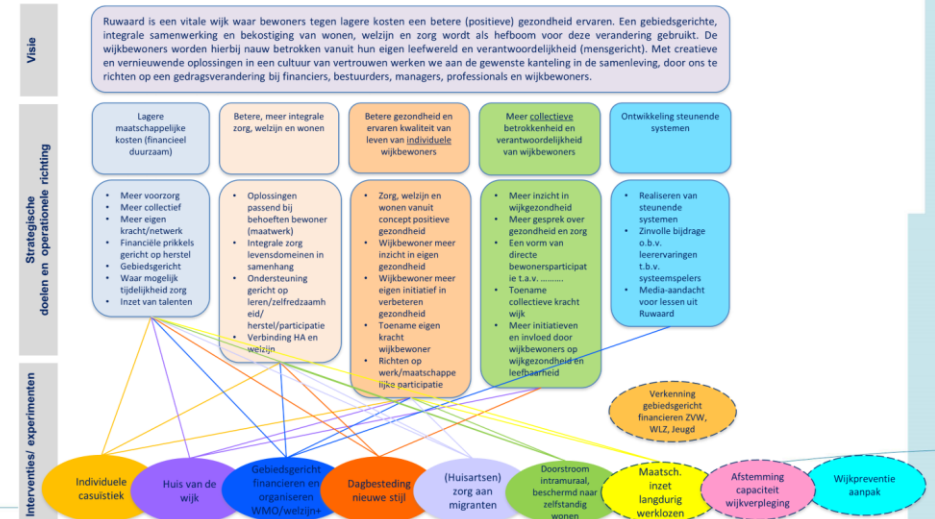 Visie
Ruwaard is een vitale wijk waar bewoners tegen lagere kosten een betere (positieve) gezondheid ervaren. Een gebiedsgerichte,
integrale samenwerking en bekostiging van wonen, welzijn en zorg wordt als hefboom voor deze verandering gebruikt. De
wijkbewoners worden hierbij nauw betrokken vanuit hun eigen leefwereld en verantwoordelijkheid (mensgericht). Met creatieve
en vernieuwende oplossingen in een cultuur van vertrouwen werken we aan de gewenste kanteling in de samenleving, door ons te
richten op een gedragsverandering bij financiers, bestuurders, managers, professionals en wijkbewoners.
Strategische
doelen en operationele richting
Lagere
maatschappelijke
kosten (financieel
duurzaam)
Betere, meer integrale
zorg, welzijn en wonen
Betere gezondheid en
ervaren kwaliteit van
leven van individuele
wijkbewoners
Meer collectieve
betrokkenheid en
verantwoordelijkheid
van wijkbewoners
Ontwikkeling steunende
systemen
• Meer voorzorg
• Meer collectief
• Meer eigen
kracht/netwerk
• Financiële prikkels
gericht op herstel
• Gebiedsgericht
• Waar mogelijk
tijdelijkheid zorg
• Inzet van talenten
• Oplossingen
passend bij
behoeften bewoner
(maatwerk)
• Integrale zorg
levensdomeinen in
samenhang
• Ondersteuning
gericht op
leren/zelfredzaamh
eid/
herstel/participatie
• Verbinding HA en
welzijn
• Zorg, welzijn en
wonen vanuit
concept positieve
gezondheid
• Wijkbewoner meer
inzicht in eigen
gezondheid
• Wijkbewoner meer
eigen initiatief in
verbeteren
gezondheid
• Toename eigen
kracht
wijkbewoner
• Richten op
werk/maatschappe
lijke participatie
• Meer inzicht in
wijkgezondheid
• Meer gesprek over
gezondheid en zorg
• Een vorm van
directe
bewonersparticipat
ie t.a.v. ..........
• Toename
collectieve kracht
wijk
• Meer initiatieven
en invloed door
wijkbewoners op
wijkgezondheid en
leefbaarheid
• Realiseren van
steunende
systemen
• Zinvolle bijdrage
o.b.v.
leerervaringen
t.b.v.
systeemspelers
• Media-aandacht
voor lessen uit
Ruwaard
Interventies/ experimenten
Verkenning
gebiedsgericht
financieren ZVW,
WLZ, Jeugd
Individuele
casuïstiek
Huis van de
wijk
Gebiedsgericht
financieren en
organiseren
WMO/welzijn+
Dagbesteding
nieuwe stijl
(Huisartsen)
zorg aan
migranten
Doorstroom
intramuraal,
beschermd naar
zelfstandig
wonen
Maatsch.
inzet
langdurig
werklozen
Afstemming
capaciteit
wijkverpleging
Wijkpreventie
aanpak